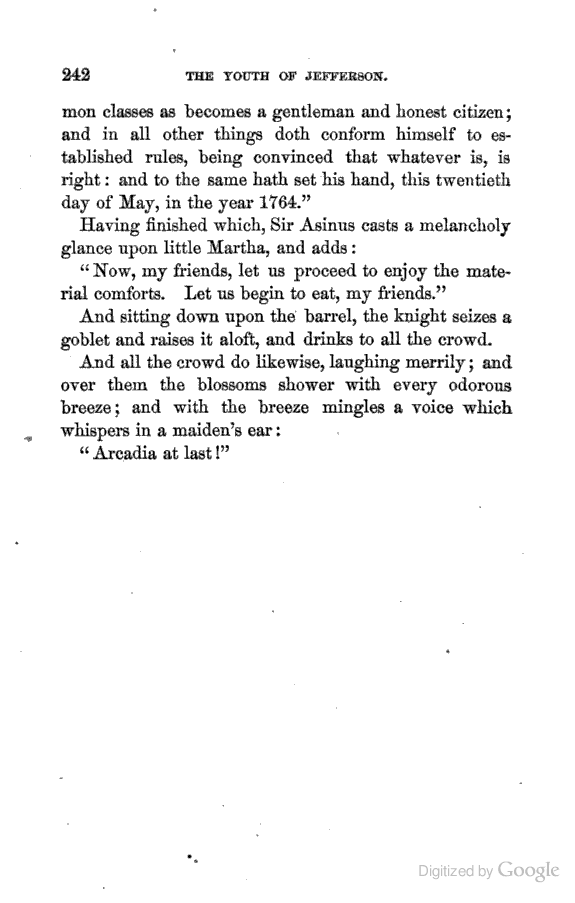 242 THE YOUTH OF JEFFERSON.
mon classes as becomes a gentleman and honest citizen;
and in all other things doth conform himself to es-
tablished rules, being convinced that whatever is, is
right: and to the same hath set his hand, this twentieth
day of May, in the year 1764.”
Having finished which, Sir Asinus casts a melancholy
glance upon little Martha, and adds:
“Now, my friends, let us proceed to enjoy the mate-
rial comforts. Let us begin to eat, my friends.”
And sitting down upon the barrel, the knight seizes a
goblet and raises it aloft, and drinks to all the crowd.
And all the crowd do likewise, laughing merrily; and
over them the blossoms shower with every odorous
breeze; and with the breeze mingles a voice which
whispers in a maiden’s ear:
“Arcadia at last!”
Digitized by Google